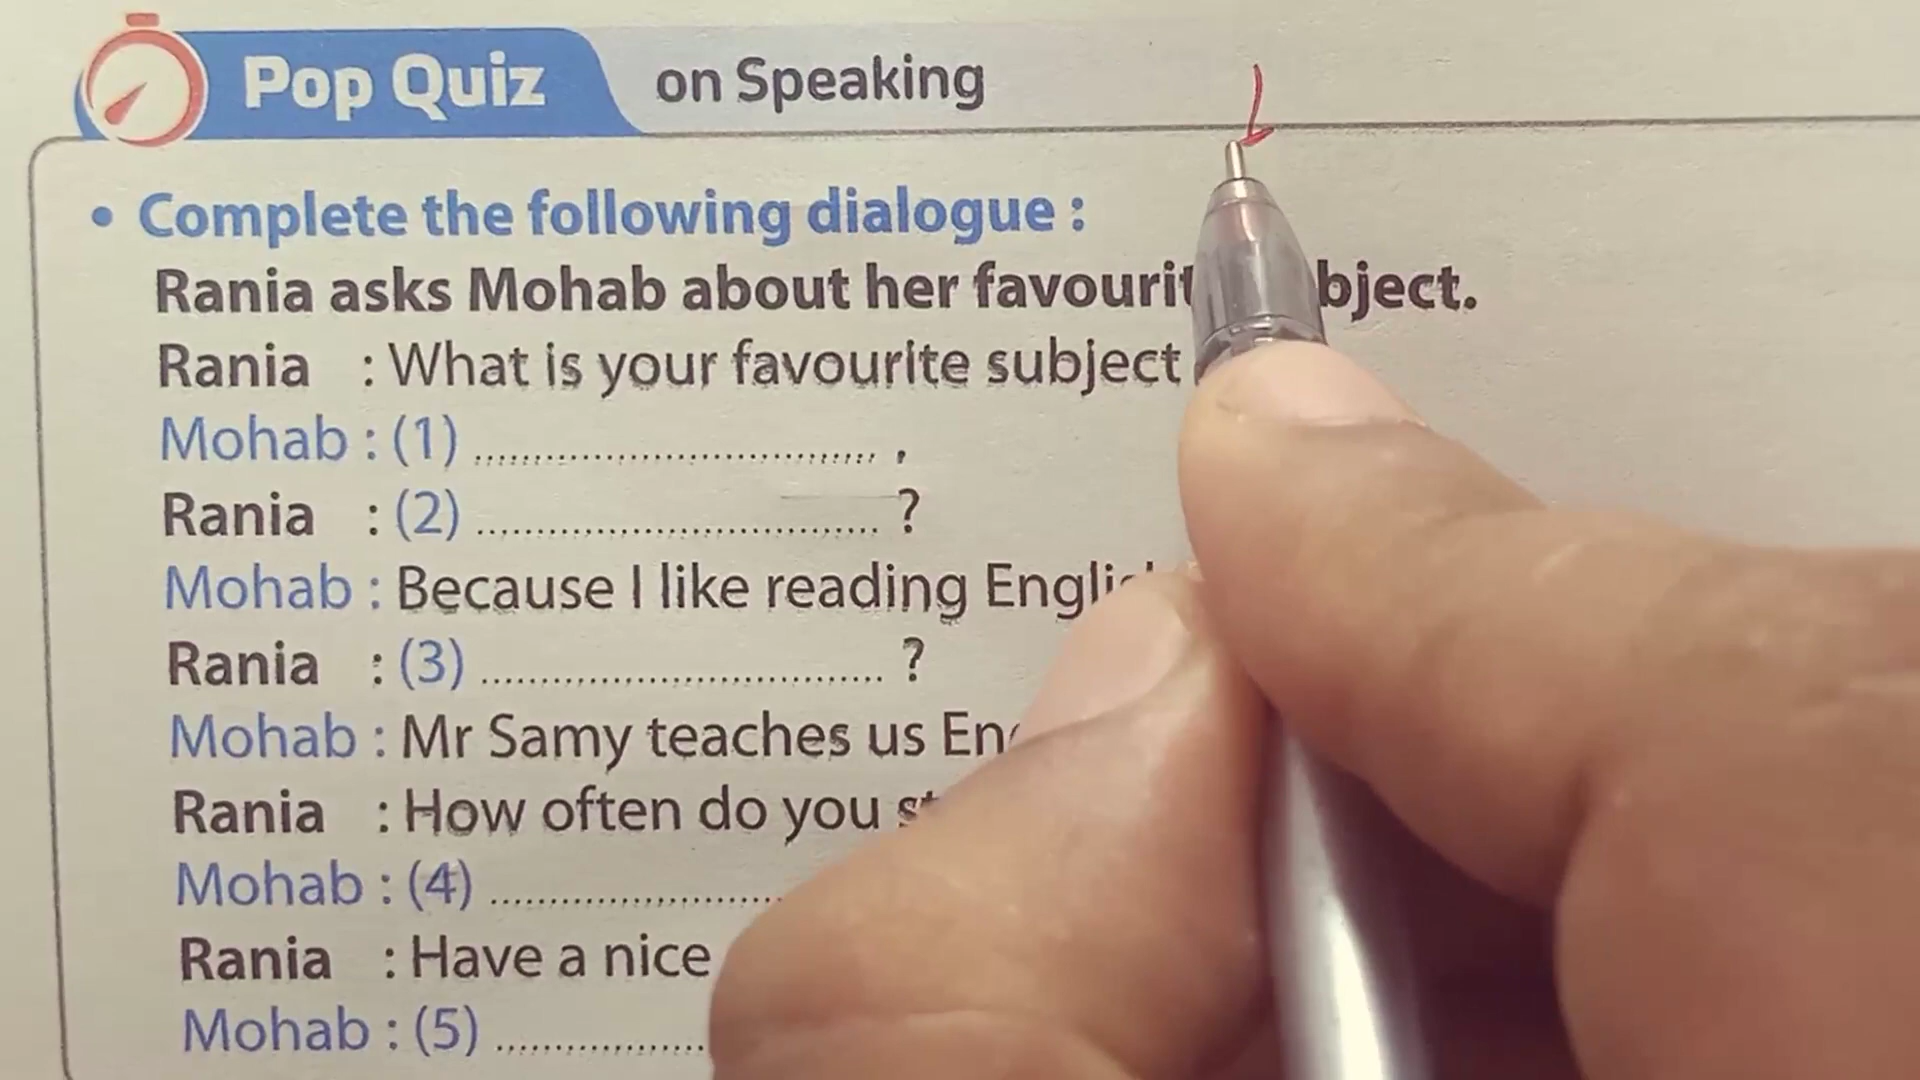 Pop Quiz on Speaking
• Complete the following dialogue :
Rania asks Mohab about her favourit bject.
Rania : What is your favourite subject
Mohab : (1) .................................. .
Rania : (2) .................................. ?
Mohab : Because I like reading Engli
Rania : (3) .................................. ?
Mohab : Mr Samy teaches us En
Rania : How often do you s
Mohab : (4) ..........................
Rania : Have a nice
Mohab : (5) ..................